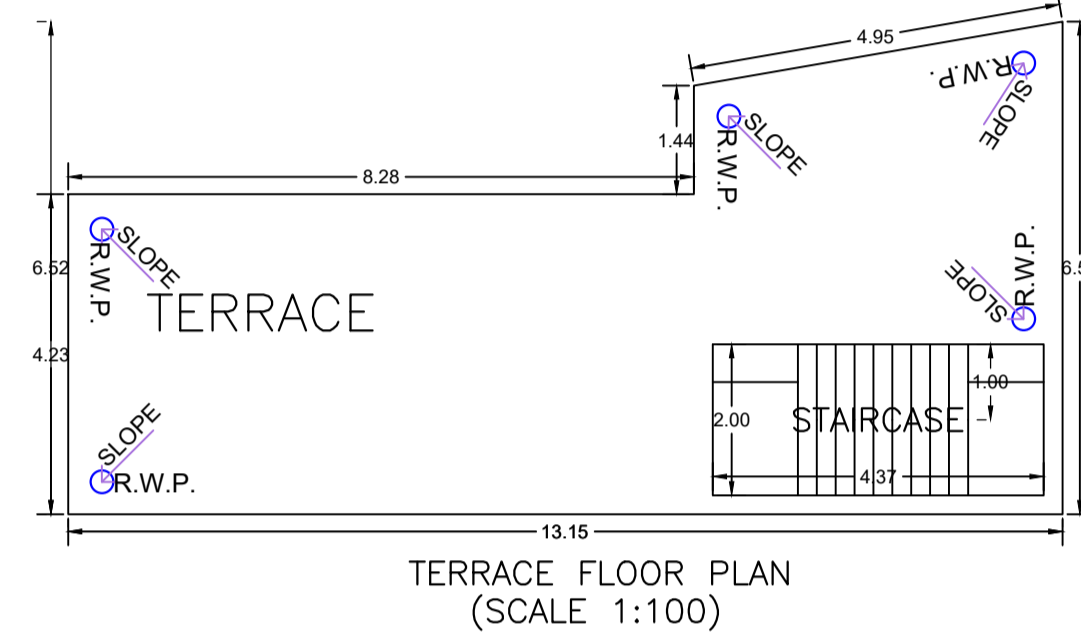 4.95
R.W.P.
SLOPE
SLOPE
R.W.P.
1.44
8.28
SLOPE
R.W.P.
6.52
TERRACE
R.W.P.
SLOPE
4.23
1.00
2.00
STAIRCASE
4.37
SLOPE
R.W.P.
13.15
TERRACE FLOOR PLAN
(SCALE 1:100)